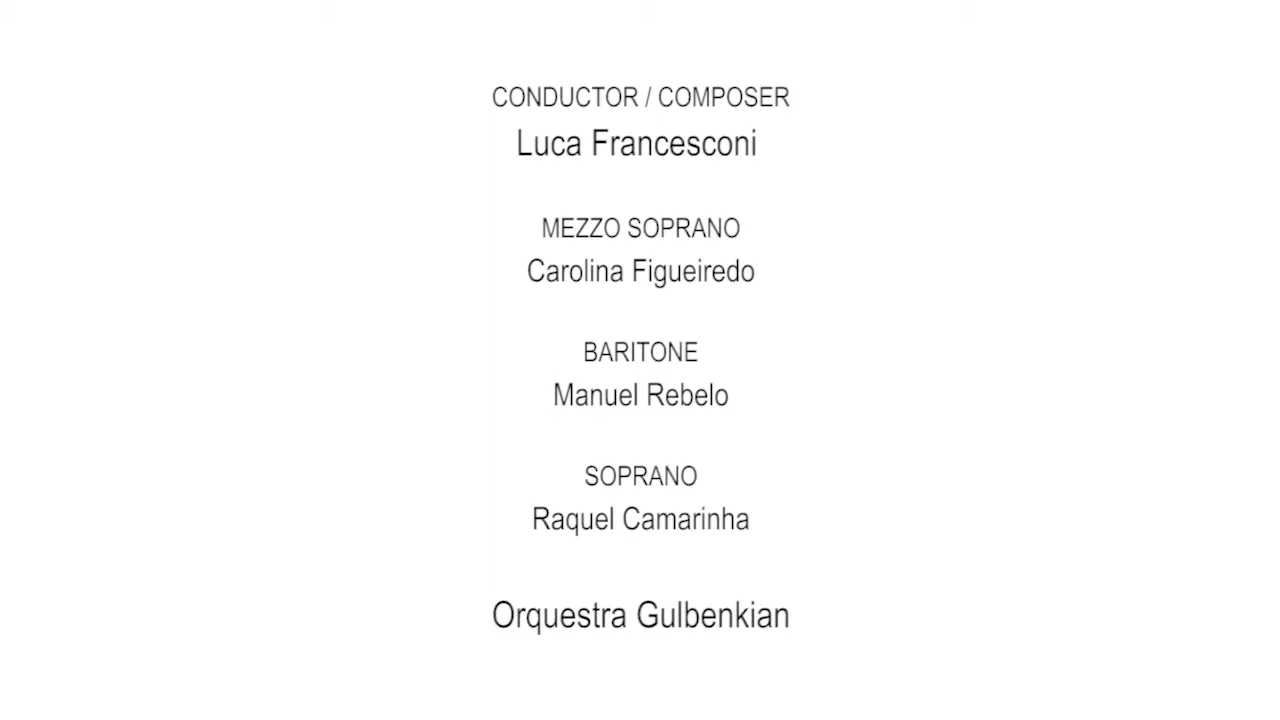 CONDUCTOR / COMPOSER
Luca Francesconi
MEZZO SOPRANO
Carolina Figueiredo
BARITONE
Manuel Rebelo
SOPRANO
Raquel Camarinha
Orquestra Gulbenkian